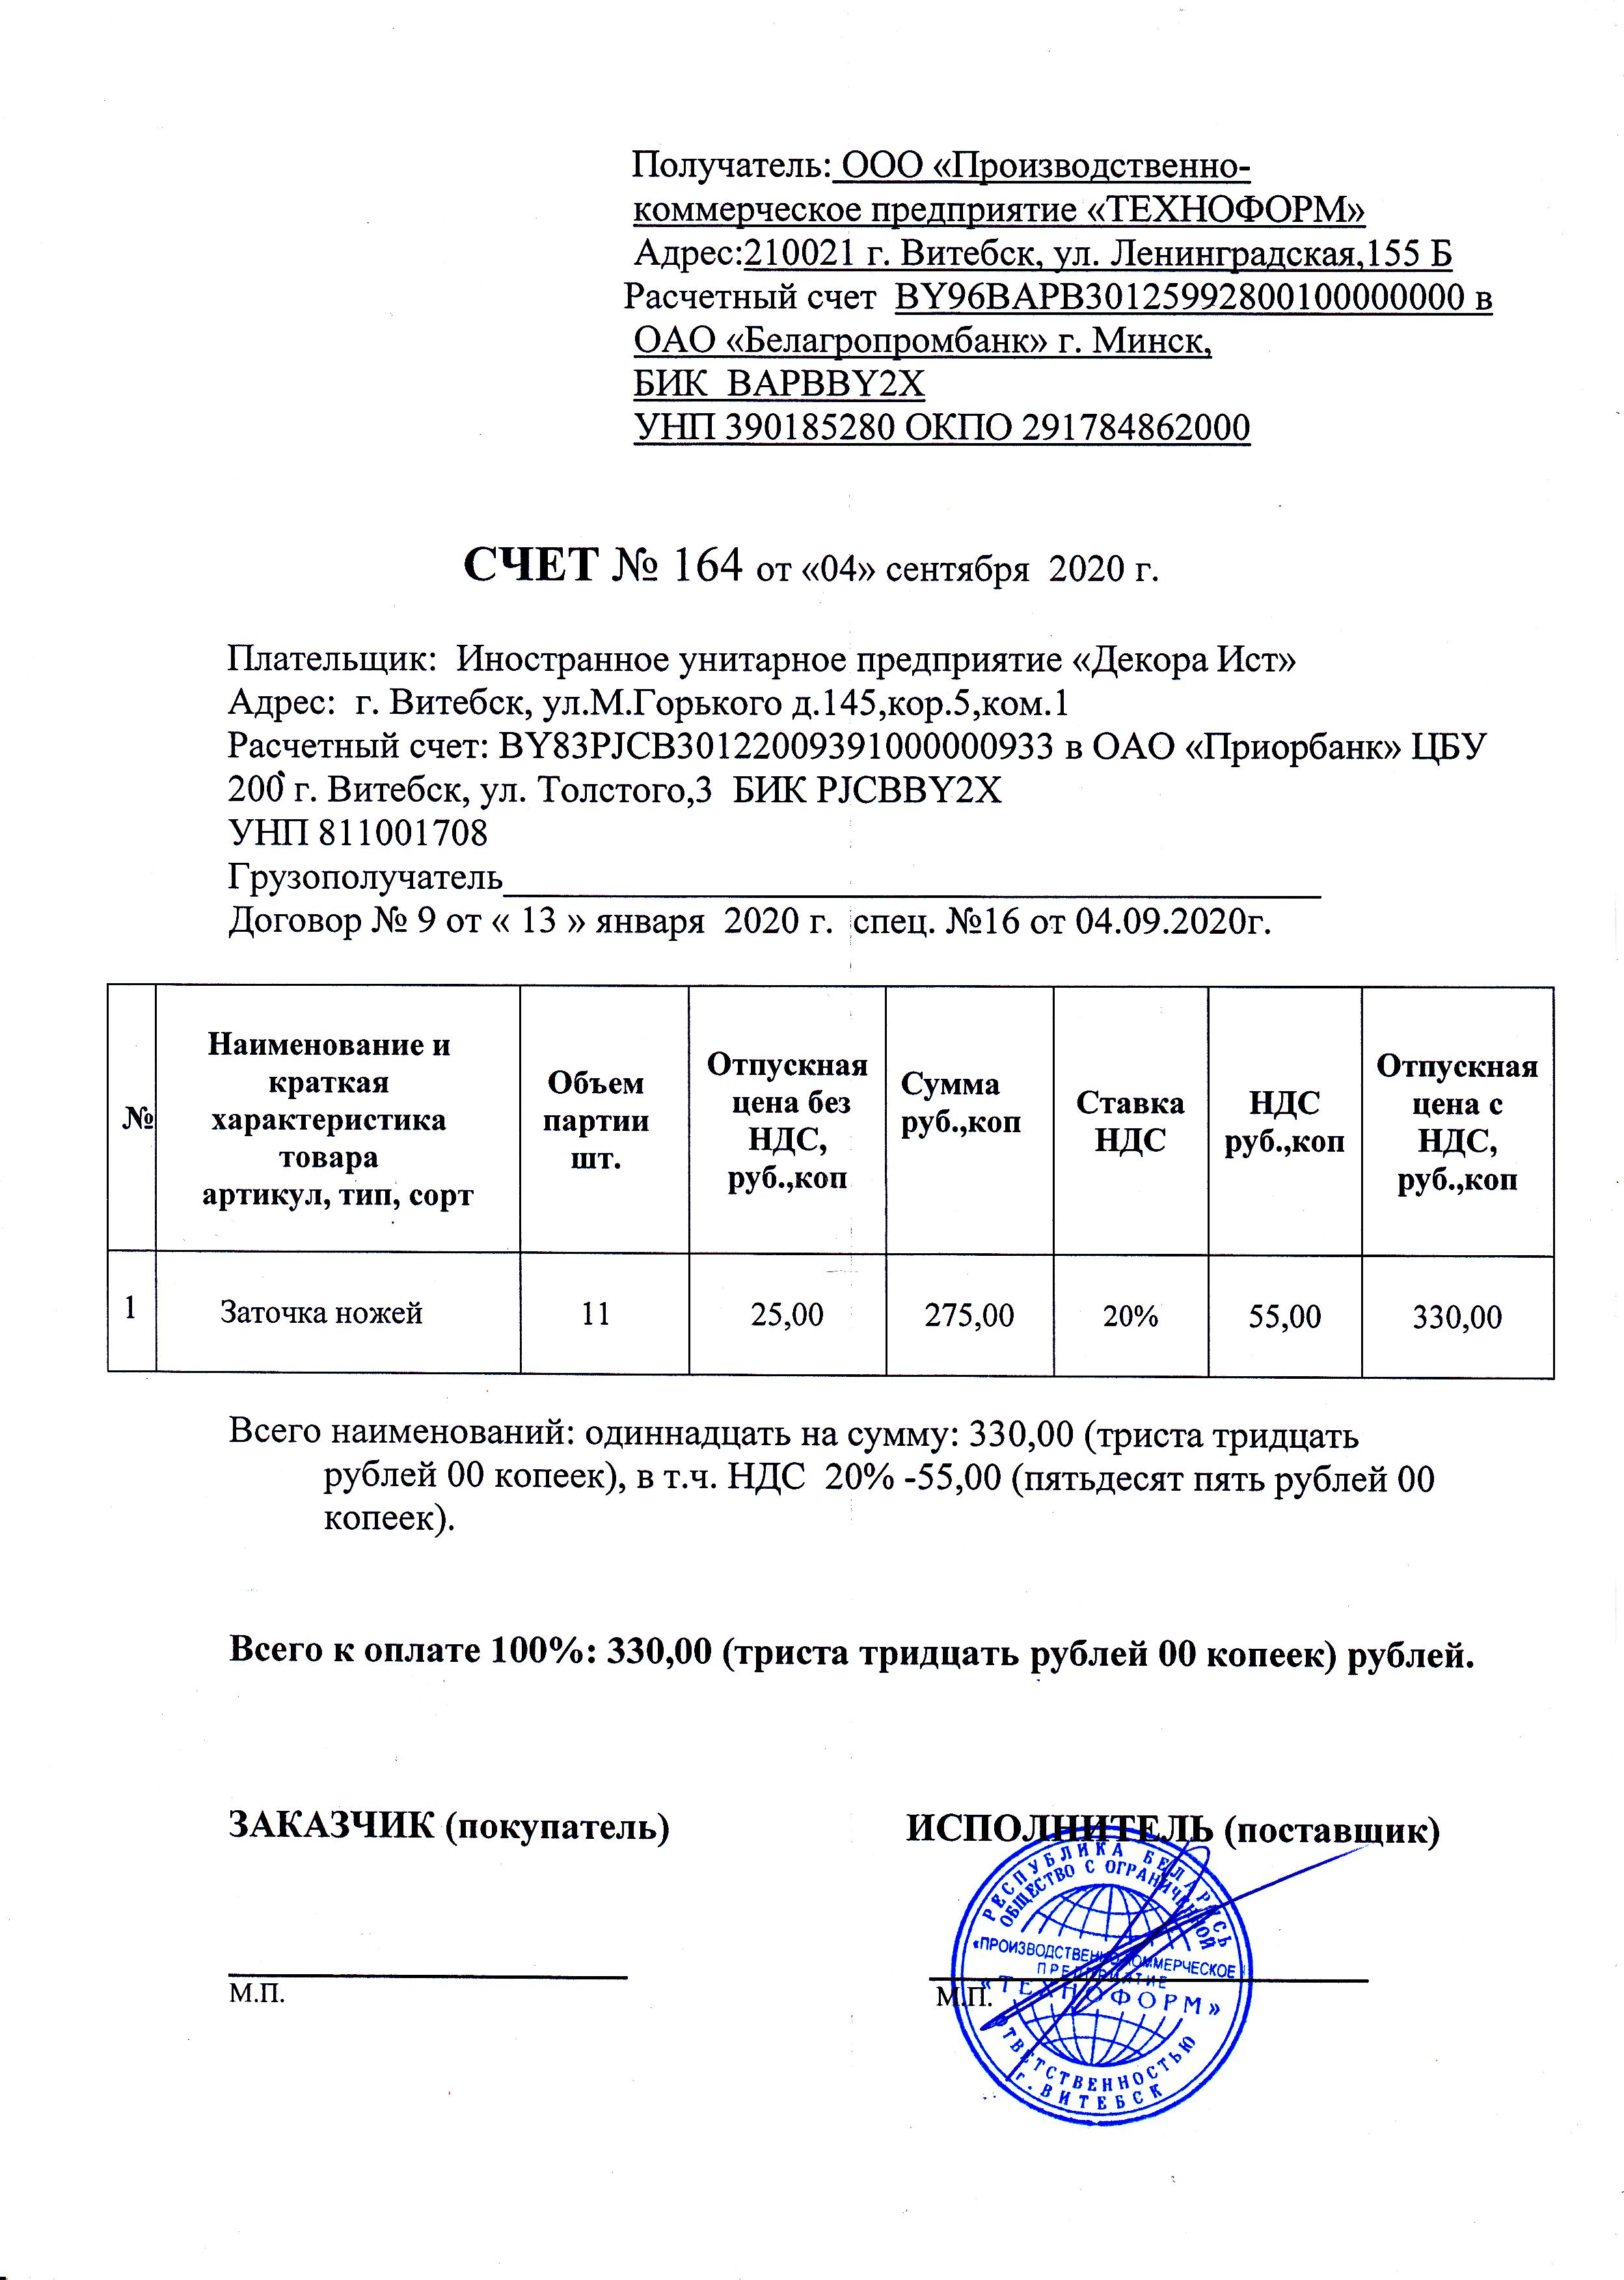 Получатель: ООО «Производственно-
коммерческое предприятие «ТЕХНОФОРМ»
Адрес:210021 г. Витебск, ул. Ленинградская,155 Б
Расчетный счет BY96BAPB30125992800100000000 в
ОАО «Белагропромбанк» г. Минск,
БИК BAPBBY2X
УНП 390185280 ОКПО 291784862000
СЧЕТ № 164 от «04» сентября 2020 г.
Плательщик: Иностранное унитарное предприятие «Декора Ист»
Адрес: г. Витебск, ул.М.Горького д.145,кор.5,ком.1
Расчетный счет: BY83PJCB30122009391000000933 в ОАО «Приорбанк» ЦБУ
200 г. Витебск, ул. Толстого,3 БИК PJCBBY2X
УНП 811001708
Грузополучатель
Договор № 9 от « 13 » января 2020 г. спец. №16 от 04.09.2020г.
№
Наименование и
краткая
характеристика
товара
артикул, тип, сорт
Объем
партии
шт.
Отпускная
цена без
НДС,
руб.,коп
Сумма
руб.,коп
Ставка
НДС
НДС
руб.,коп
Отпускная
цена с
НДС,
руб.,коп
1 Заточка ножей 11 25,00 275,00 20% 55,00 330,00
Всего наименований: одиннадцать на сумму: 330,00 (триста тридцать
рублей 00 копеек), в т.ч. НДС 20% -55,00 (пятьдесят пять рублей 00
копеек).
Всего к оплате 100%: 330,00 (триста тридцать рублей 00 копеек) рублей.
ЗАКАЗЧИК (покупатель) ИСПОЛНИТЕЛЬ (поставщик)
М.П. М.П.
РЕСПУБЛИКА БЕЛАРУСЬ
ОБЩЕСТВО С ОГРАНИЧЕННОЙ
«ПРОИЗВОДСТВЕННО-КОММЕРЧЕСКОЕ
ПРЕДПРИЯТИЕ
«ТЕХНОФОРМ»
ОТВЕТСТВЕННОСТЬЮ
г. ВИТЕБСК